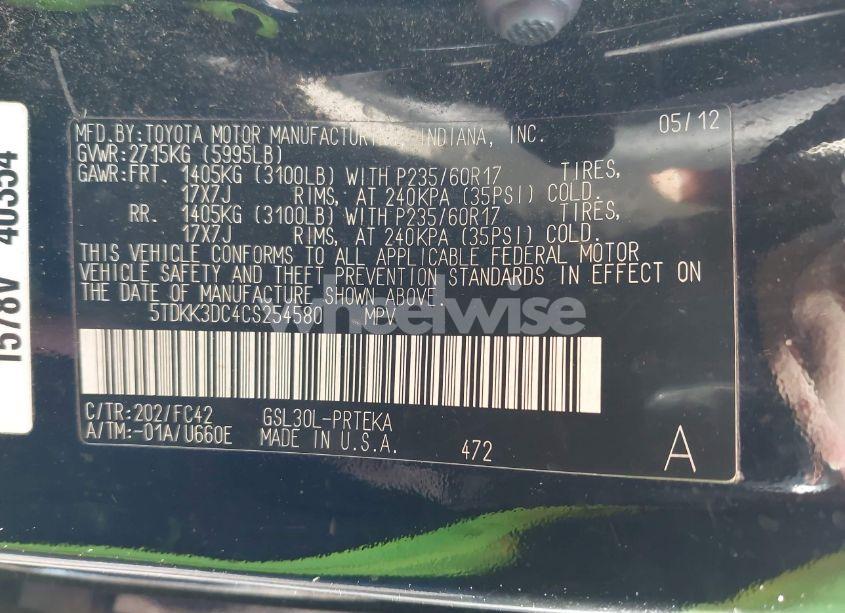 MFD.BY:TOYOTA MOTOR MANUFACTURING, INDIANA, INC. 05/12
GVWR:2715KG (5995LB)
GAWR:FRT. 1405KG (3100LB) WITH P235/60R17 TIRES,
17X7J RIMS, AT 240KPA (35PSI) COLD.
RR. 1405KG (3100LB) WITH P235/60R17 TIRES,
17X7J RIMS, AT 240KPA (35PSI) COLD.
THIS VEHICLE CONFORMS TO ALL APPLICABLE FEDERAL MOTOR
VEHICLE SAFETY AND THEFT PREVENTION STANDARDS IN EFFECT ON
THE DATE OF MANUFACTURE SHOWN ABOVE.
5TDKK3DC4CS254580 MPV
wheelwise
C/TR:202/FC42 GSL30L-PRTEKA
A/TM:-01A/U660E MADE IN U.S.A. 472 A
1578V 40354